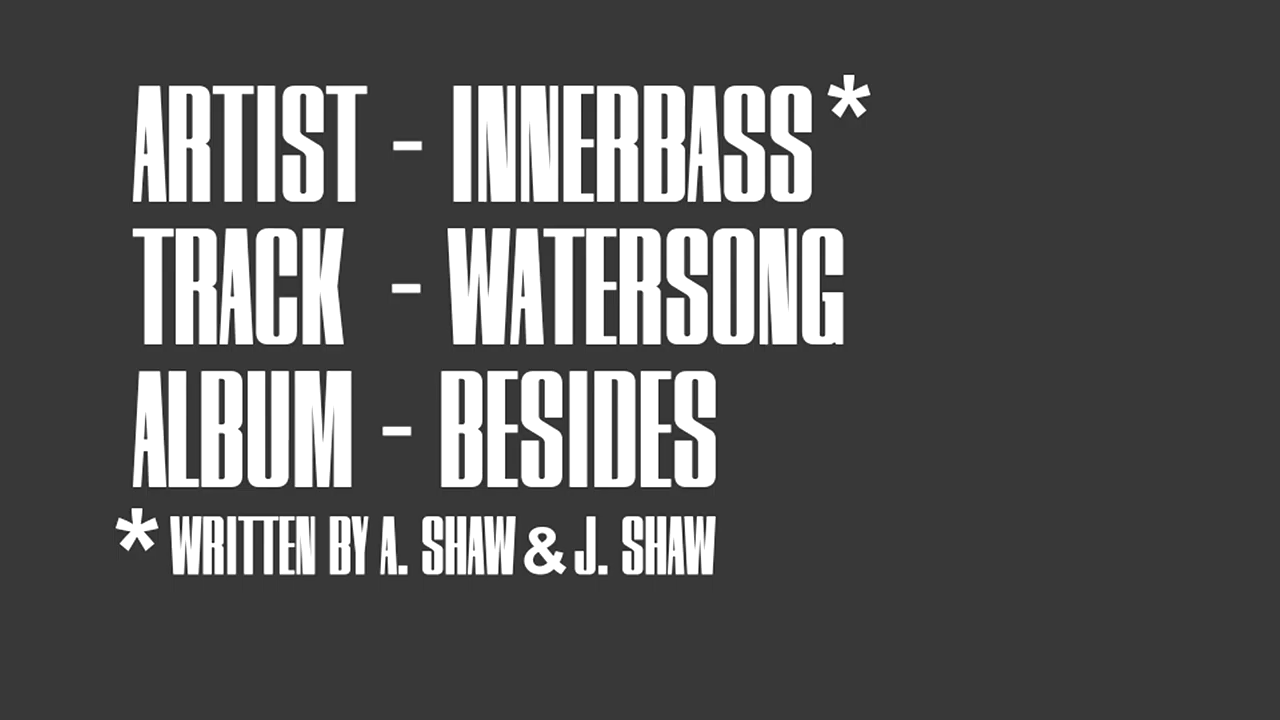 ARTIST - INNERBASS*
TRACK - WATERSONG
ALBUM - BESIDES
* WRITTEN BY A. SHAW & J. SHAW